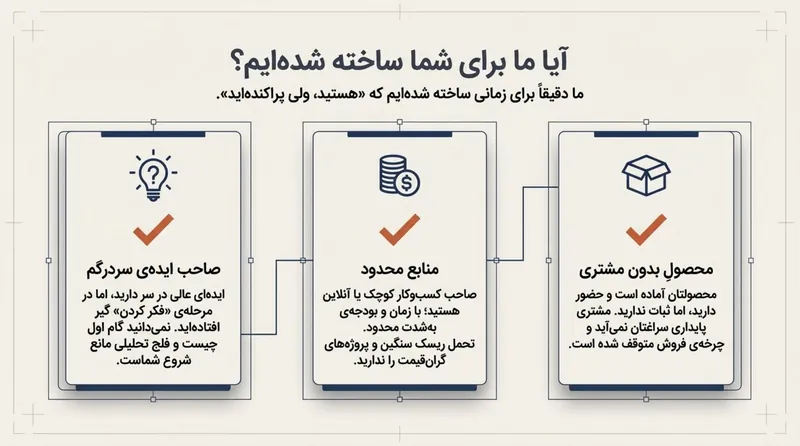 آیا ما برای شما ساخته شده‌ایم؟
ما دقیقاً برای زمانی ساخته شده‌ایم که «هستید، ولی پراکنده‌اید».
محصولِ بدون مشتری
محصولتان آماده است و حضور
دارید، اما ثبات ندارید. مشتری
پایداری سراغتان نمی‌آید و
چرخه‌ی فروش متوقف شده است.
منابع محدود
صاحب کسب‌وکار کوچک یا آنلاین
هستید؛ با زمان و بودجه‌ی
به‌شدت محدود.
تحمل ریسک سنگین و پروژه‌های
گران‌قیمت را ندارید.
صاحب ایده‌ی سردرگم
ایده‌ای عالی در سر دارید، اما در
مرحله‌ی «فکر کردن» گیر
افتاده‌اید. نمی‌دانید گام اول
چیست و فلج تحلیلی مانع
شروع شماست.